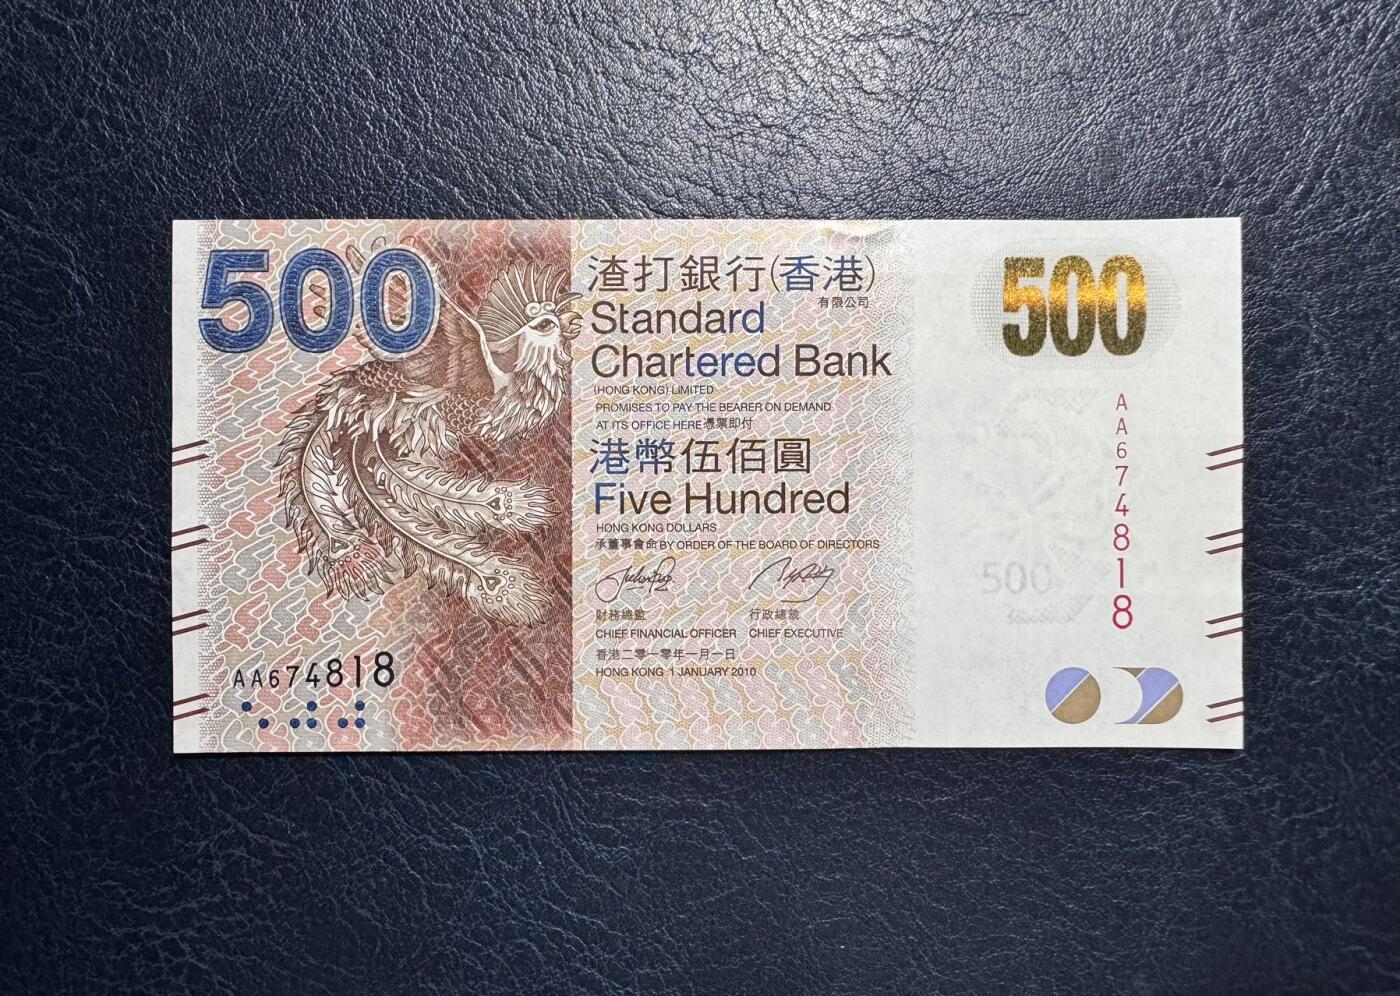 500
渣打銀行(香港)
有限公司
Standard
Chartered Bank
(HONG KONG) LIMITED
PROMISES TO PAY THE BEARER ON DEMAND
AT ITS OFFICE HERE 憑票即付
港幣伍佰圓
Five Hundred
HONG KONG DOLLARS
承董事會命 BY ORDER OF THE BOARD OF DIRECTORS
財務總監 行政總裁
CHIEF FINANCIAL OFFICER CHIEF EXECUTIVE
香港二零一零年一月一日
HONG KONG 1 JANUARY 2010
AA674818
500
AA674818
500